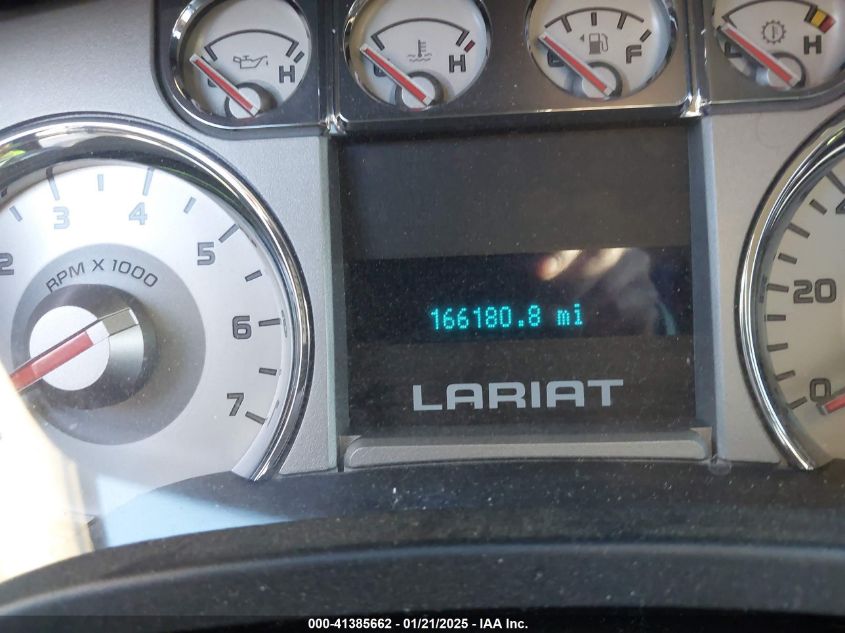 H
H
E F
H
2 3 4 5 6 7
RPM X 1000
166180.8 mi
LARIAT
20
0
000-41385662 - 01/21/2025 - IAA Inc.